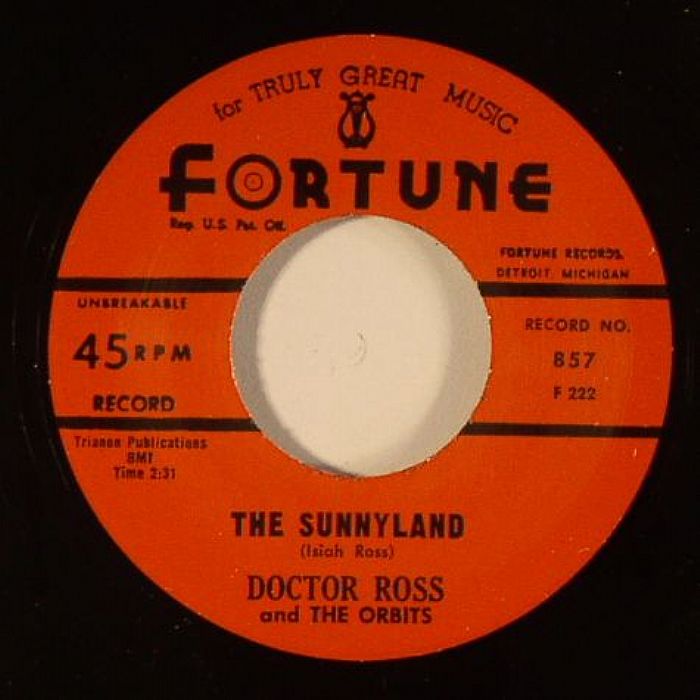 for TRULY GREAT MUSIC
FORTUNE
Reg. U.S. Pat. Off.
FORTUNE RECORDS,
DETROIT, MICHIGAN
UNBREAKABLE
45 RPM
RECORD
RECORD NO.
857
F 222
Trianon Publications
BMI
Time 2:31
THE SUNNYLAND
(Isiah Ross)
DOCTOR ROSS
and THE ORBITS